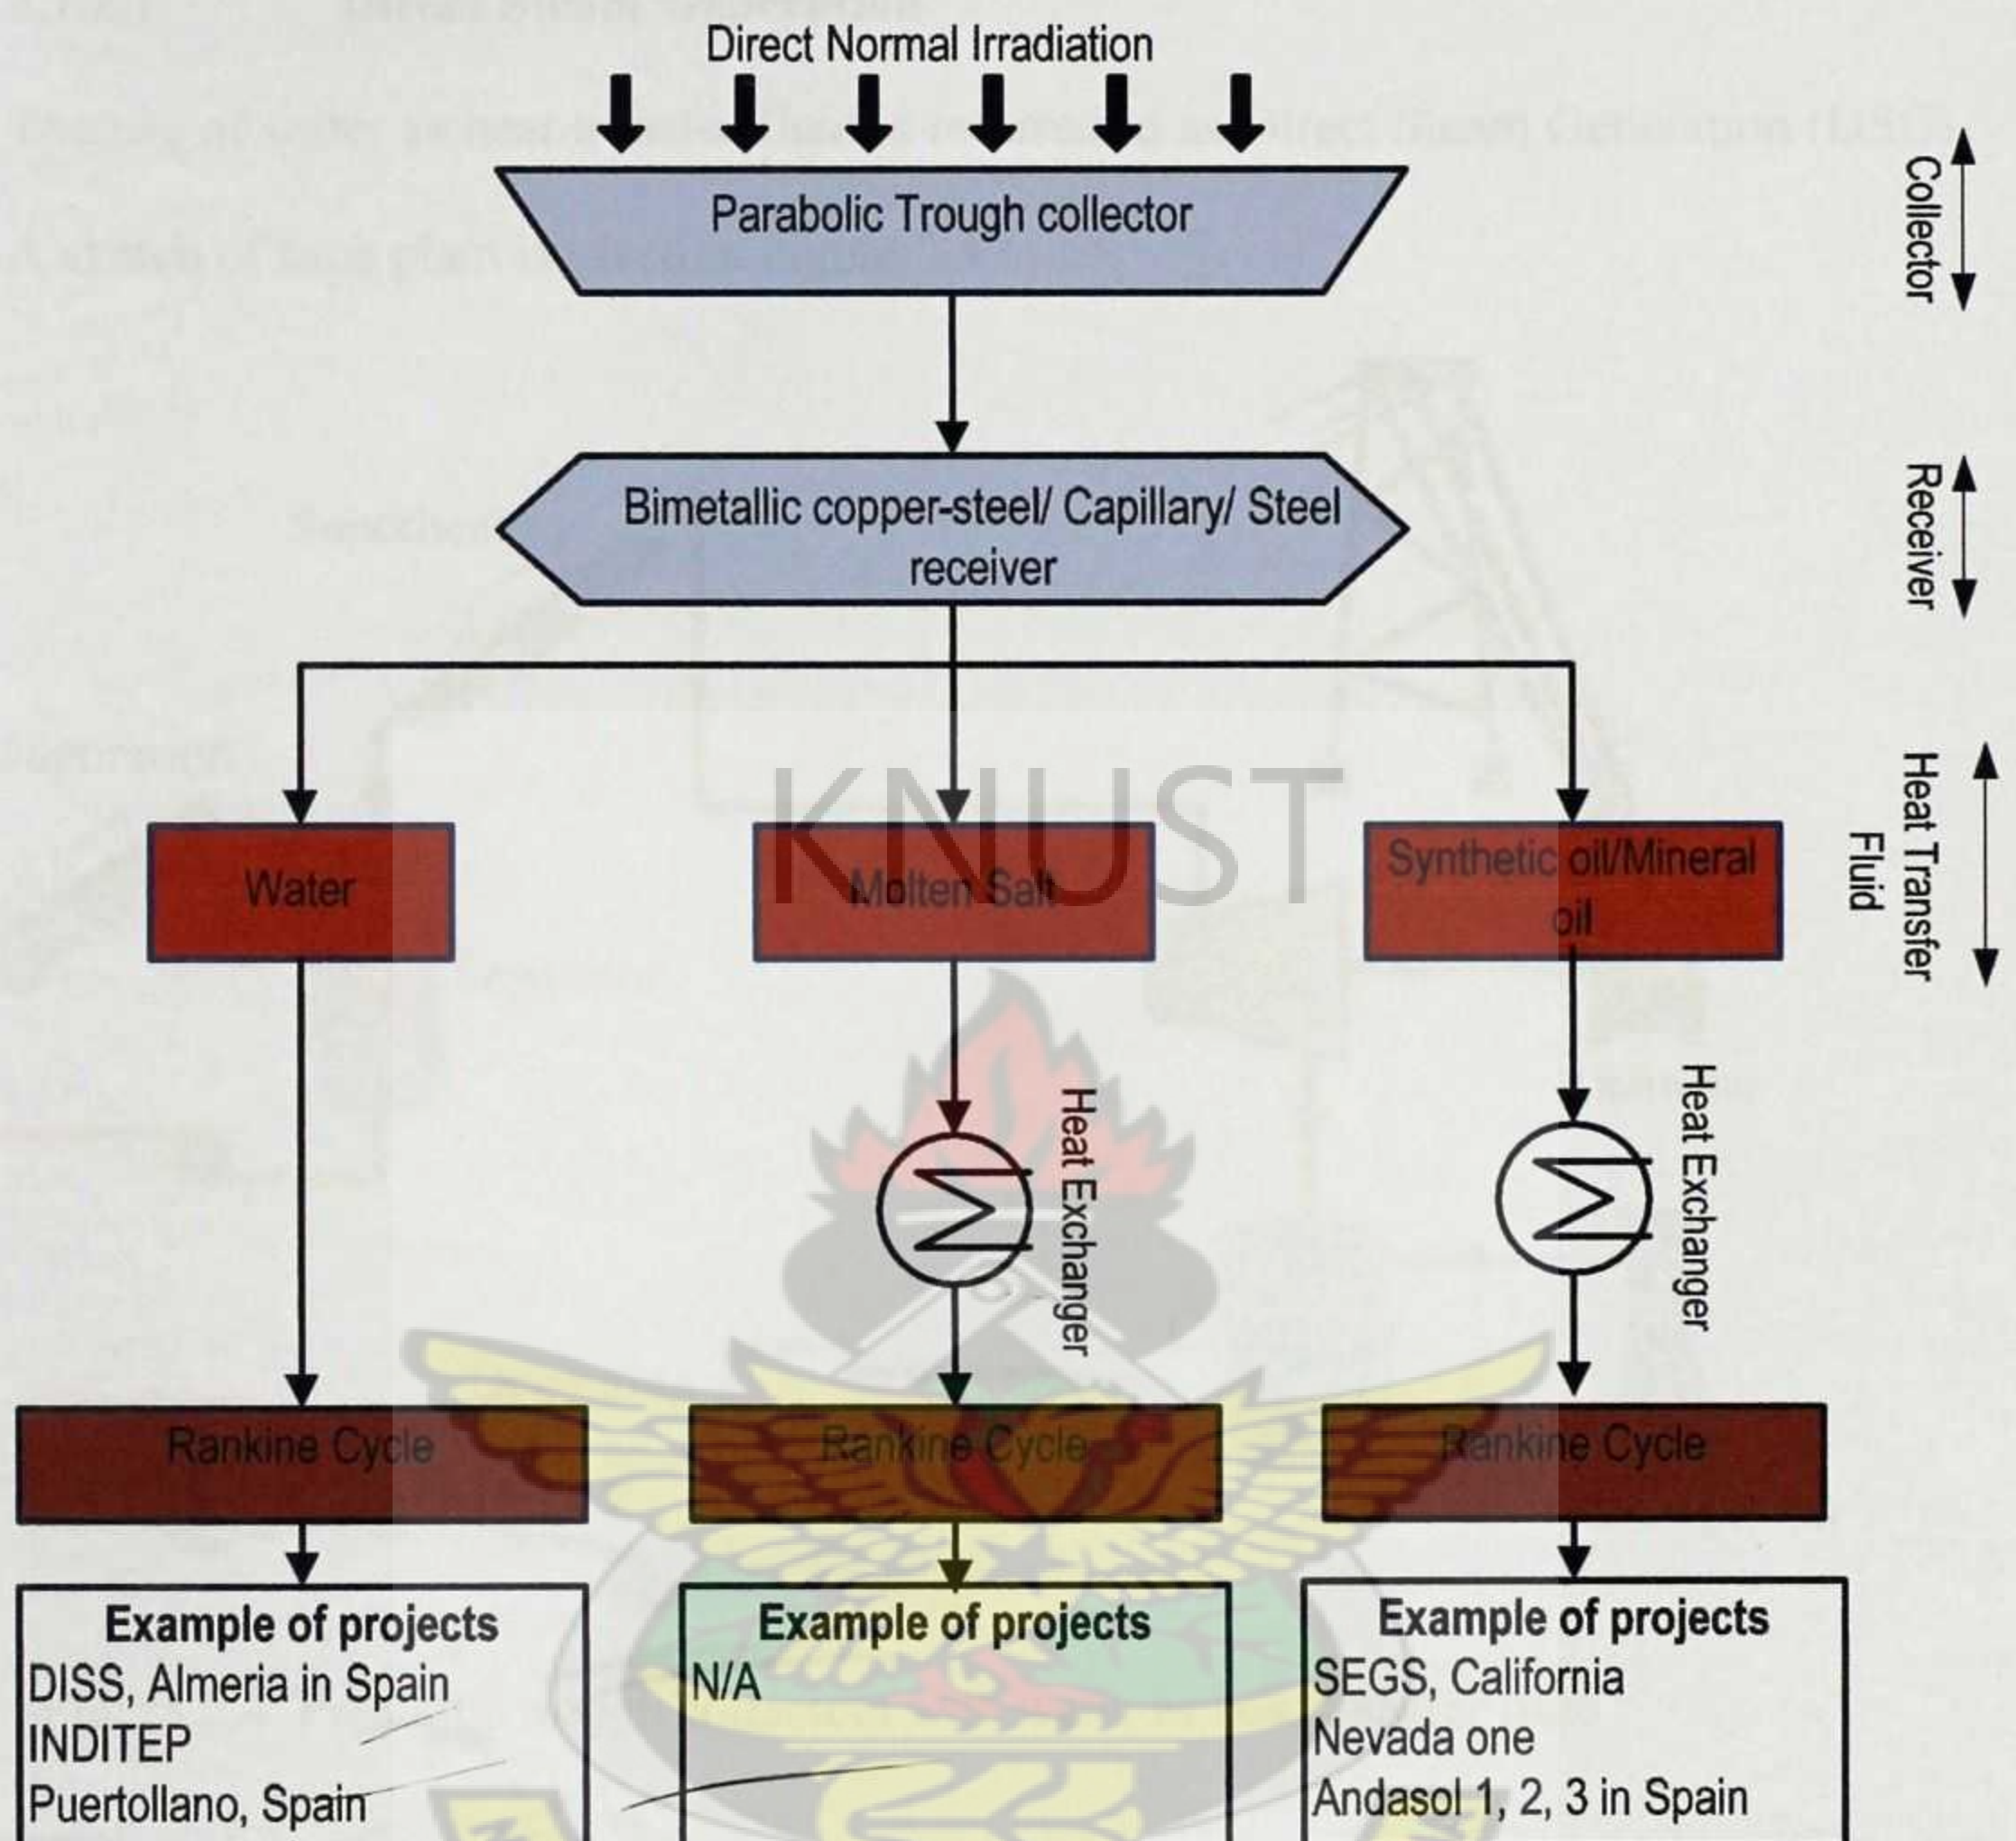 Direct Normal Irradiation
Parabolic Trough collector
Collector
Bimetallic copper-steel/ Capillary/ Steel
receiver
Receiver
Water
Molten Salt
Synthetic oil/Mineral
oil
Heat Transfer
Fluid
KNUST
Heat Exchanger
Heat Exchanger
Rankine Cycle
Rankine Cycle
Rankine Cycle
Example of projects
DISS, Almeria in Spain
INDITEP
Puertollano, Spain
Example of projects
N/A
Example of projects
SEGS, California
Nevada one
Andasol 1, 2, 3 in Spain